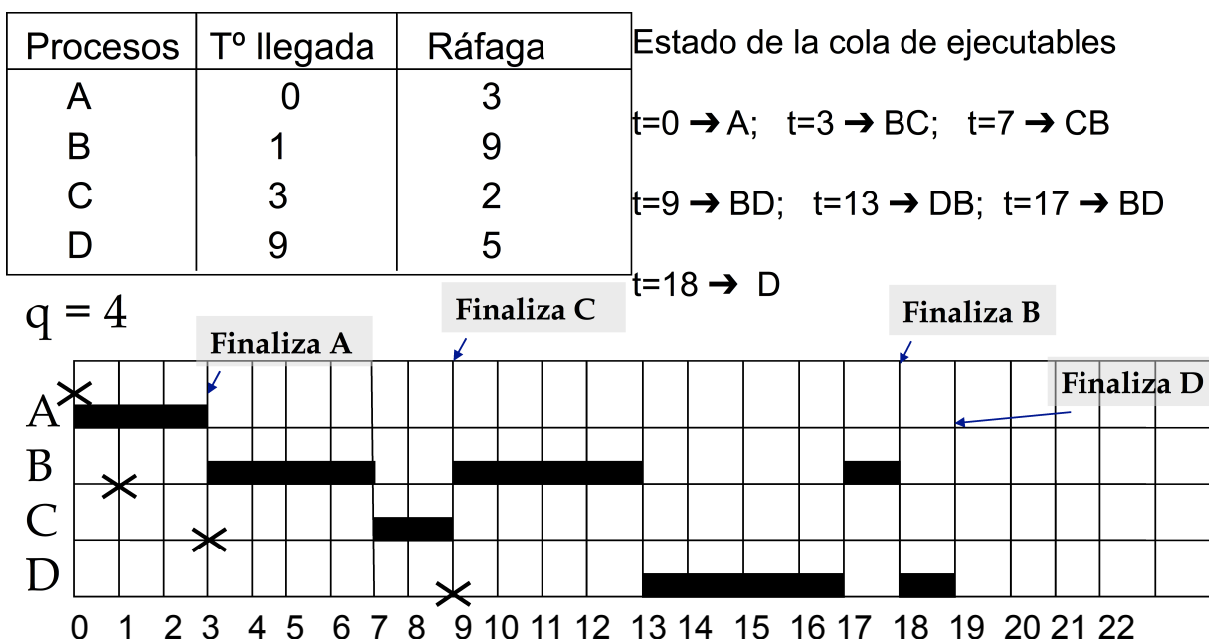 Procesos Tº llegada Ráfaga
A 0 3
B 1 9
C 3 2
D 9 5
Estado de la cola de ejecutables
t=0 ➔ A; t=3 ➔ BC; t=7 ➔ CB
t=9 ➔ BD; t=13 ➔ DB; t=17 ➔ BD
t=18 ➔ D
q = 4
Finaliza A
Finaliza C
Finaliza B
Finaliza D
A
B
C
D
0 1 2 3 4 5 6 7 8 9 10 11 12 13 14 15 16 17 18 19 20 21 22